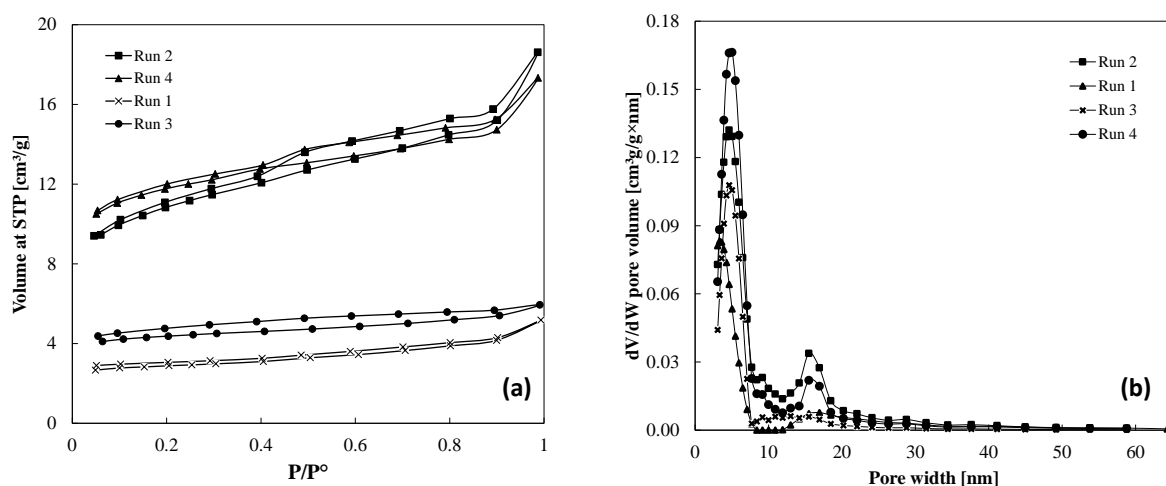 20
16
12
8
4
0
Volume at STP [cm³/g]
Run 2
Run 4
Run 1
Run 3
(a)
0 0.2 0.4 0.6 0.8 1
P/P°
0.18
0.15
0.12
0.09
0.06
0.03
0.00
dV/dW pore volume [cm³g/g×nm]
Run 2
Run 1
Run 3
Run 4
(b)
0 10 20 30 40 50 60
Pore width [nm]